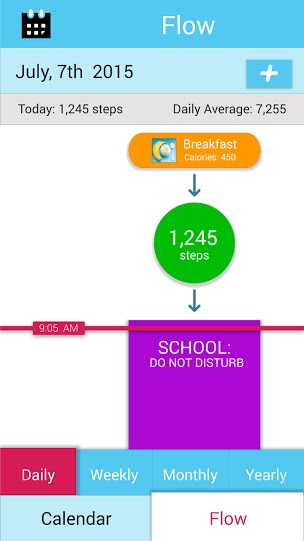 Flow
July, 7th 2015
Today: 1,245 steps Daily Average: 7,255
Breakfast
Calories: 450
1,245
steps
9:05 AM
SCHOOL:
DO NOT DISTURB
Daily Weekly Monthly Yearly
Calendar Flow